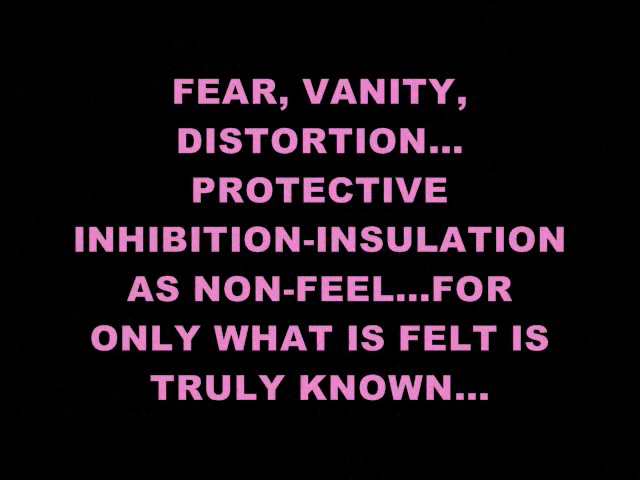 FEAR, VANITY,
DISTORTION...
PROTECTIVE
INHIBITION-INSULATION
AS NON-FEEL...FOR
ONLY WHAT IS FELT IS
TRULY KNOWN...